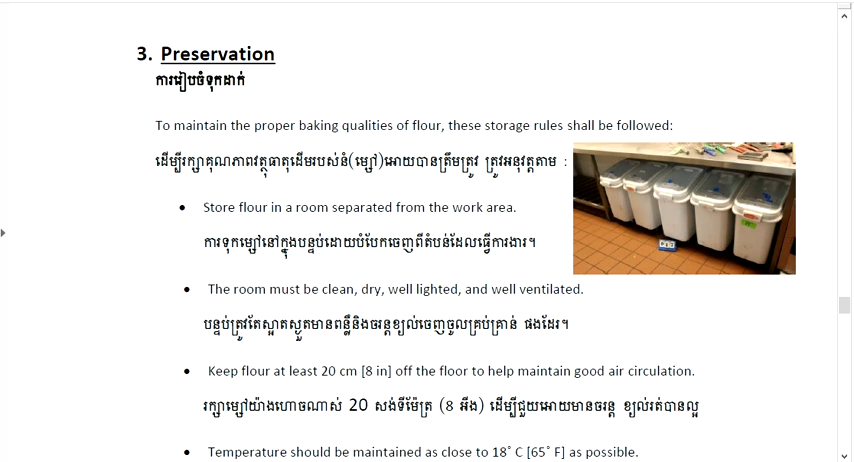 3. Preservation
ការរៀបចំទុកដាក់
To maintain the proper baking qualities of flour, these storage rules shall be followed:
ដើម្បីរក្សាគុណភាពវត្ថុធាតុដើមរបស់នំ(ម្សៅ)អោយបានត្រឹមត្រូវ ត្រូវអនុវត្តតាម :
• Store flour in a room separated from the work area.
ការទុកម្សៅនៅក្នុងបន្ទប់ដោយបំបែកចេញពីតំបន់ដែលធ្វើការងារ។
• The room must be clean, dry, well lighted, and well ventilated.
បន្ទប់ត្រូវតែស្អាតស្ងួតមានពន្លឺនិងចរន្តខ្យល់ចេញចូលគ្រប់គ្រាន់ ផងដែរ។
• Keep flour at least 20 cm [8 in] off the floor to help maintain good air circulation.
រក្សាម្សៅយ៉ាងហោចណាស់ 20 សង់ទីម៉ែត្រ (8 អីង) ដើម្បីជួយអោយមានចរន្ត ខ្យល់រត់បានល្អ
• Temperature should be maintained as close to 18° C [65° F] as possible.